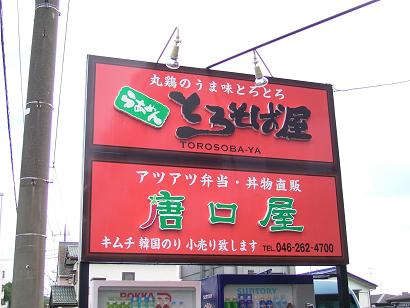 丸鶏のうま味とろとろ
らあめん
とろそば屋
TOROSOBA-YA
アツアツ弁当・丼物直販
唐口屋
キムチ 韓国のり 小売り致します TEL.046-262-4700
POKKA
SUNTORY